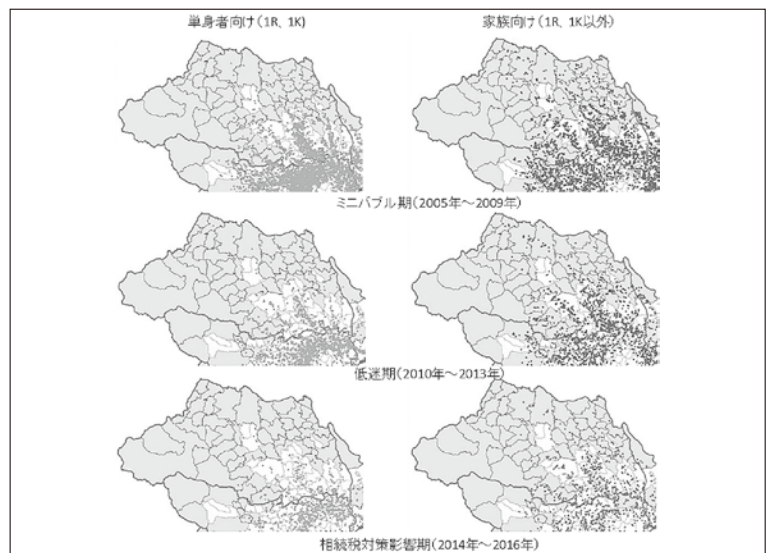 単身者向け(1R、1K)
家族向け(1R、1K以外)
ミニバブル期(2005年～2009年)
低迷期(2010年～2013年)
相続税対策影響期(2014年～2016年)